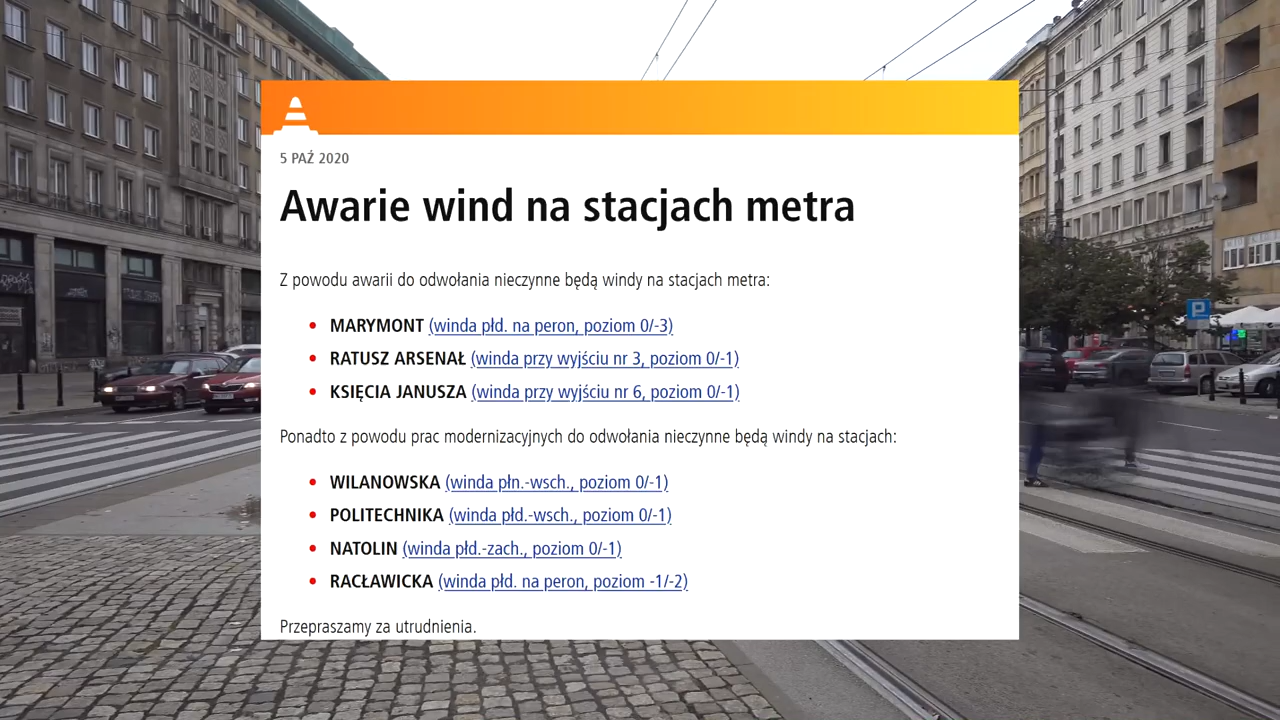 5 PAŹ 2020
Awarie wind na stacjach metra
Z powodu awarii do odwołania nieczynne będą windy na stacjach metra:
MARYMONT (winda płd. na peron, poziom 0/-3)
RATUSZ ARSENAŁ (winda przy wyjściu nr 3, poziom 0/-1)
KSIĘCIA JANUSZA (winda przy wyjściu nr 6, poziom 0/-1)
Ponadto z powodu prac modernizacyjnych do odwołania nieczynne będą windy na stacjach:
WILANOWSKA (winda płn.-wsch., poziom 0/-1)
POLITECHNIKA (winda płd.-wsch., poziom 0/-1)
NATOLIN (winda płd.-zach., poziom 0/-1)
RACŁAWICKA (winda płd. na peron, poziom -1/-2)
Przepraszamy za utrudnienia.
P